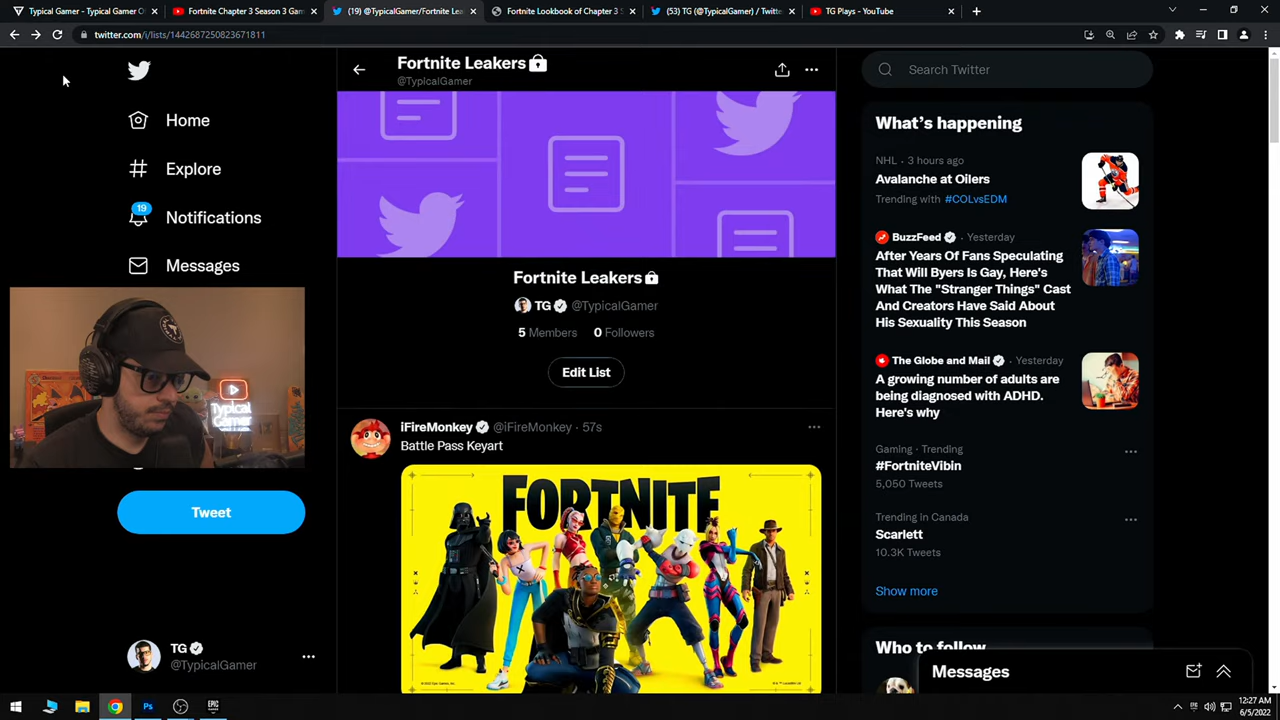 Typical Gamer - Typical Gamer O
Fortnite Chapter 3 Season 3 Gam
(19) @TypicalGamer/Fortnite Lea
Fortnite Lookbook of Chapter 3 S
(53) TG (@TypicalGamer) / Twitte
TG Plays - YouTube
twitter.com/i/lists/1442687250823671811
Home
Explore
19
Notifications
Messages
Typical
Gamer
Tweet
TG
@TypicalGamer
Fortnite Leakers
@TypicalGamer
Fortnite Leakers
TG @TypicalGamer
5 Members 0 Followers
Edit List
iFireMonkey @iFireMonkey · 57s
Battle Pass Keyart
FORTNITE
Search Twitter
What's happening
NHL · 3 hours ago
Avalanche at Oilers
Trending with #COLvsEDM
BuzzFeed · Yesterday
After Years Of Fans Speculating
That Will Byers Is Gay, Here's
What The "Stranger Things" Cast
And Creators Have Said About
His Sexuality This Season
The Globe and Mail · Yesterday
A growing number of adults are
being diagnosed with ADHD.
Here's why
Gaming · Trending
#FortniteVibin
5,050 Tweets
Trending in Canada
Scarlett
10.3K Tweets
Show more
Who to follow
Messages
Ps
EPIC
12:27 AM
6/5/2022